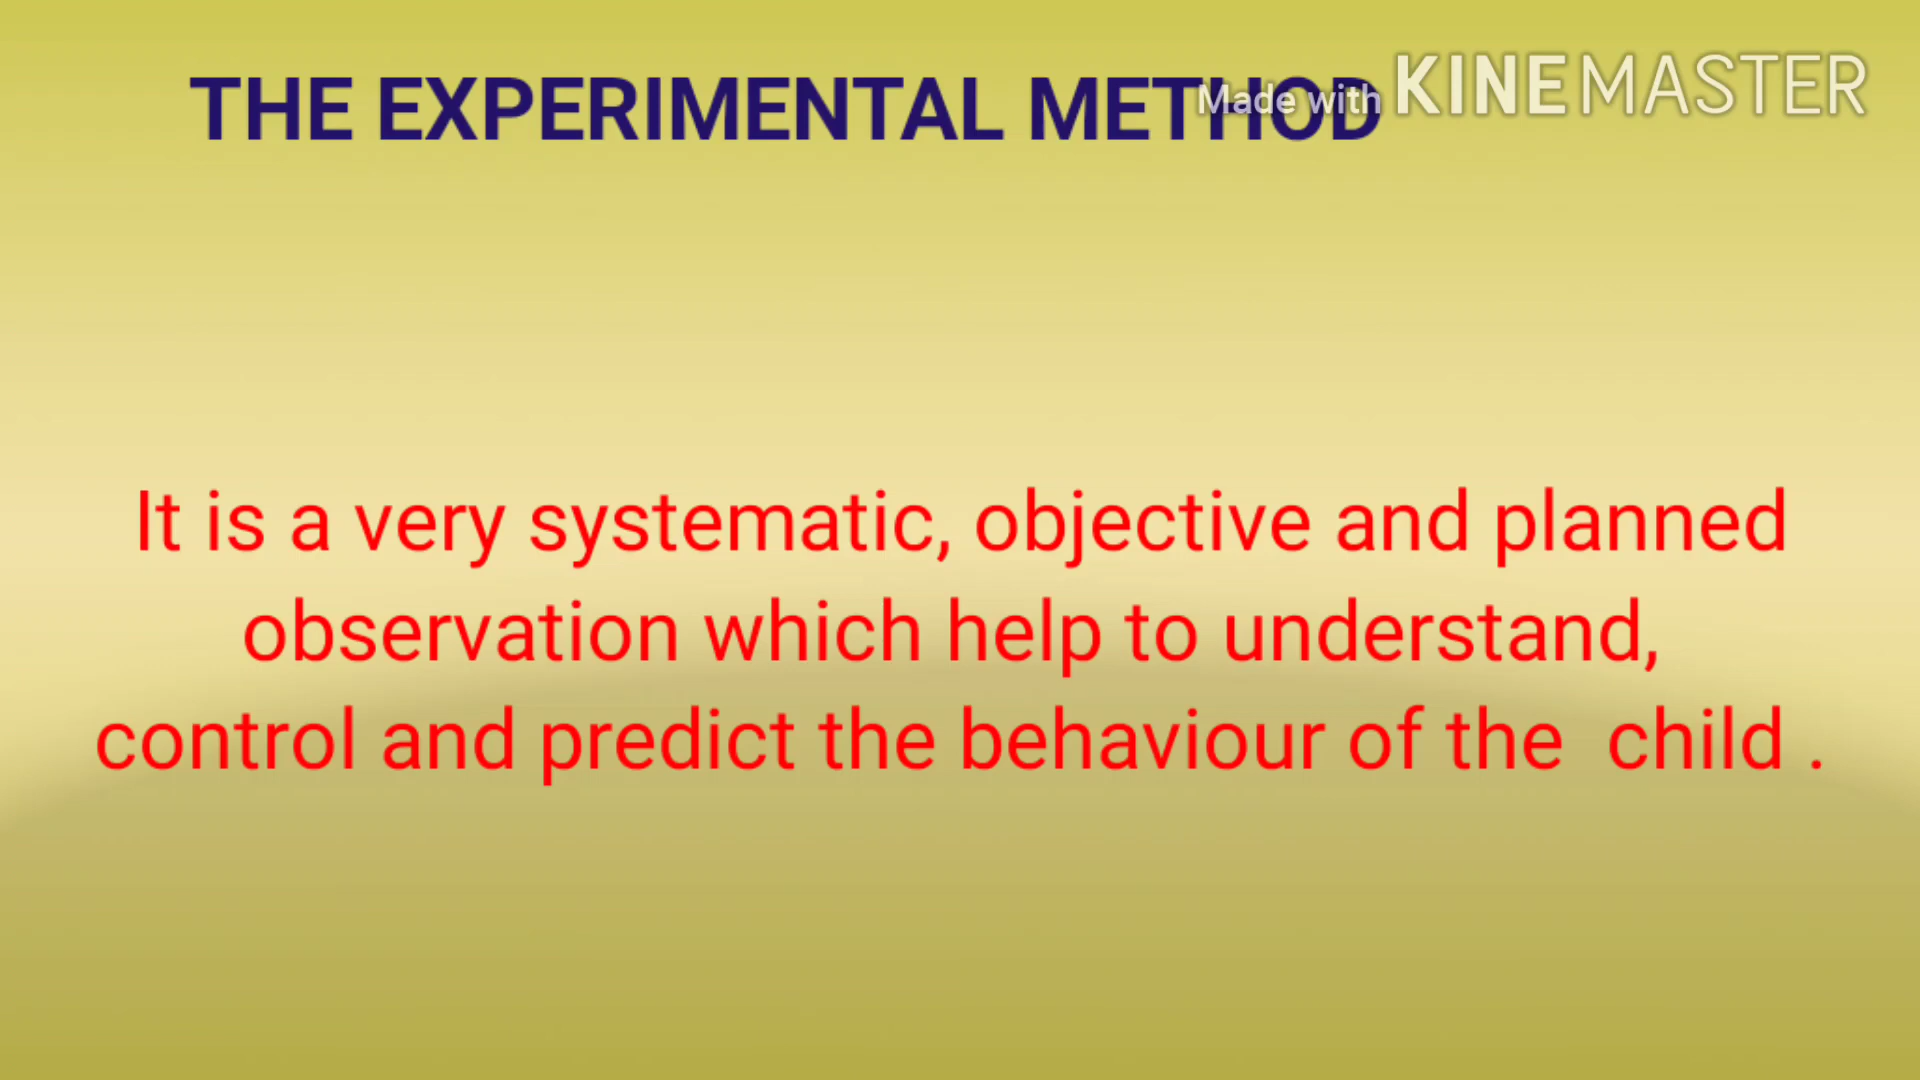 THE EXPERIMENTAL METHOD
Made with KINEMASTER
It is a very systematic, objective and planned
observation which help to understand,
control and predict the behaviour of the  child .